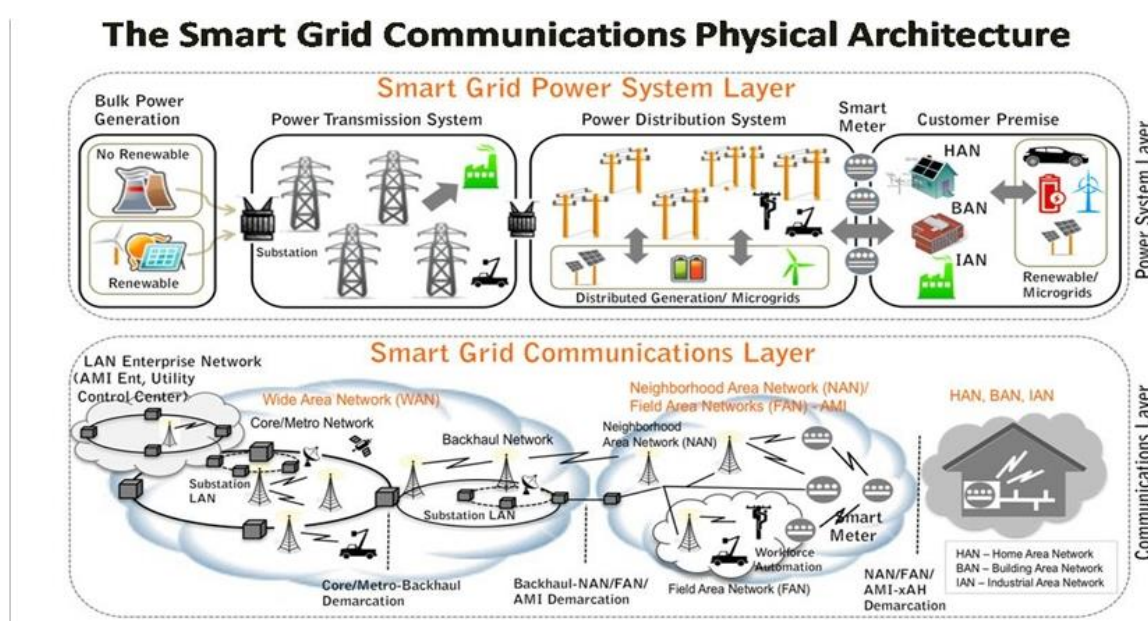 The Smart Grid Communications Physical Architecture
Smart Grid Power System Layer
Bulk Power
Generation
Power Transmission System
Power Distribution System
Smart
Meter
Customer Premise
No Renewable
Renewable
Substation
Distributed Generation/ Microgrids
HAN
BAN
IAN
Renewable/
Microgrids
Power System Layer
Smart Grid Communications Layer
LAN Enterprise Network
(AMI Ent, Utility
Control Center)
Wide Area Network (WAN)
Core/Metro Network
Substation
LAN
Backhaul Network
Substation LAN
Neighborhood Area Network (NAN)/
Field Area Networks (FAN) - AMI
Neighborhood
Area Network (NAN)
Smart
Meter
Workforce
Automation
Field Area Network (FAN)
HAN, BAN, IAN
HAN – Home Area Network
BAN – Building Area Network
IAN – Industrial Area Network
Core/Metro-Backhaul
Demarcation
Backhaul-NAN/FAN/
AMI Demarcation
NAN/FAN/
AMI-xAH
Demarcation
Communications Layer